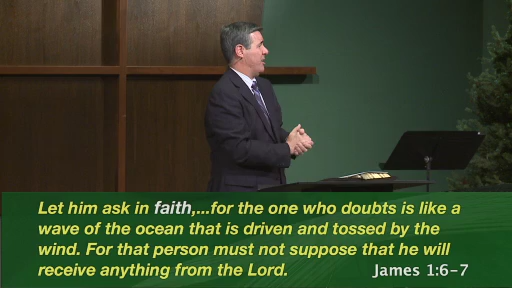 Let him ask in faith,...for the one who doubts is like a
wave of the ocean that is driven and tossed by the
wind. For that person must not suppose that he will
receive anything from the Lord. James 1:6-7